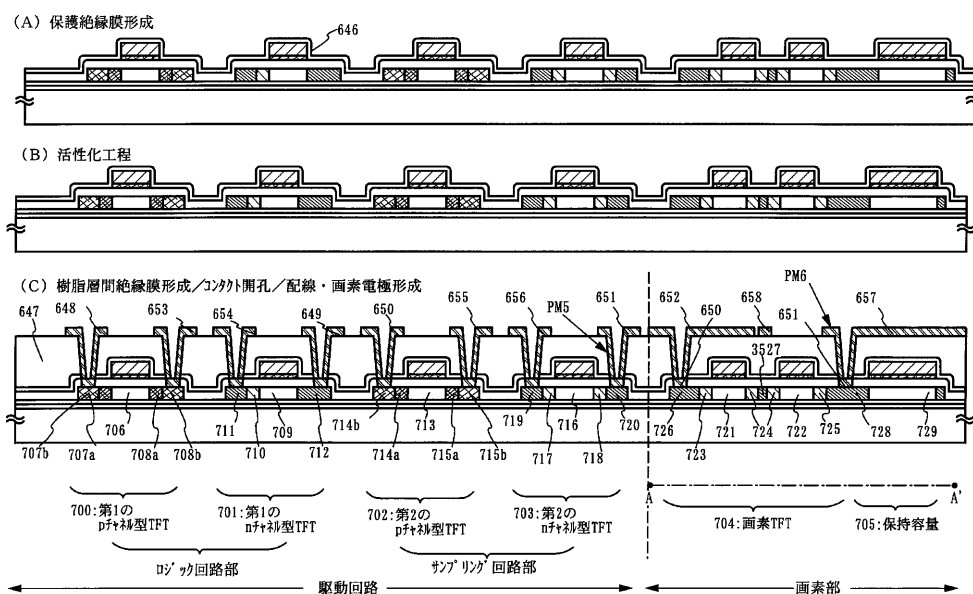 (A) 保護絶縁膜形成
646
(B) 活性化工程
(C) 樹脂層間絶縁膜形成/コンタクト開孔/配線・画素電極形成
647 648 653 654 649 650 655 656 PM5 651 652 650 658 651 PM6 657
3527
707b 707a 706 708a 708b 711 710 709 712 714b 714a 713 715a 715b 719 717 716 718 720 726 723 721 724 722 725 728 729
A A'
700:第1の
pチャネル型TFT
701:第1の
nチャネル型TFT
702:第2の
pチャネル型TFT
703:第2の
nチャネル型TFT
704:画素TFT
705:保持容量
ロジック回路部
サンプリング回路部
駆動回路
画素部